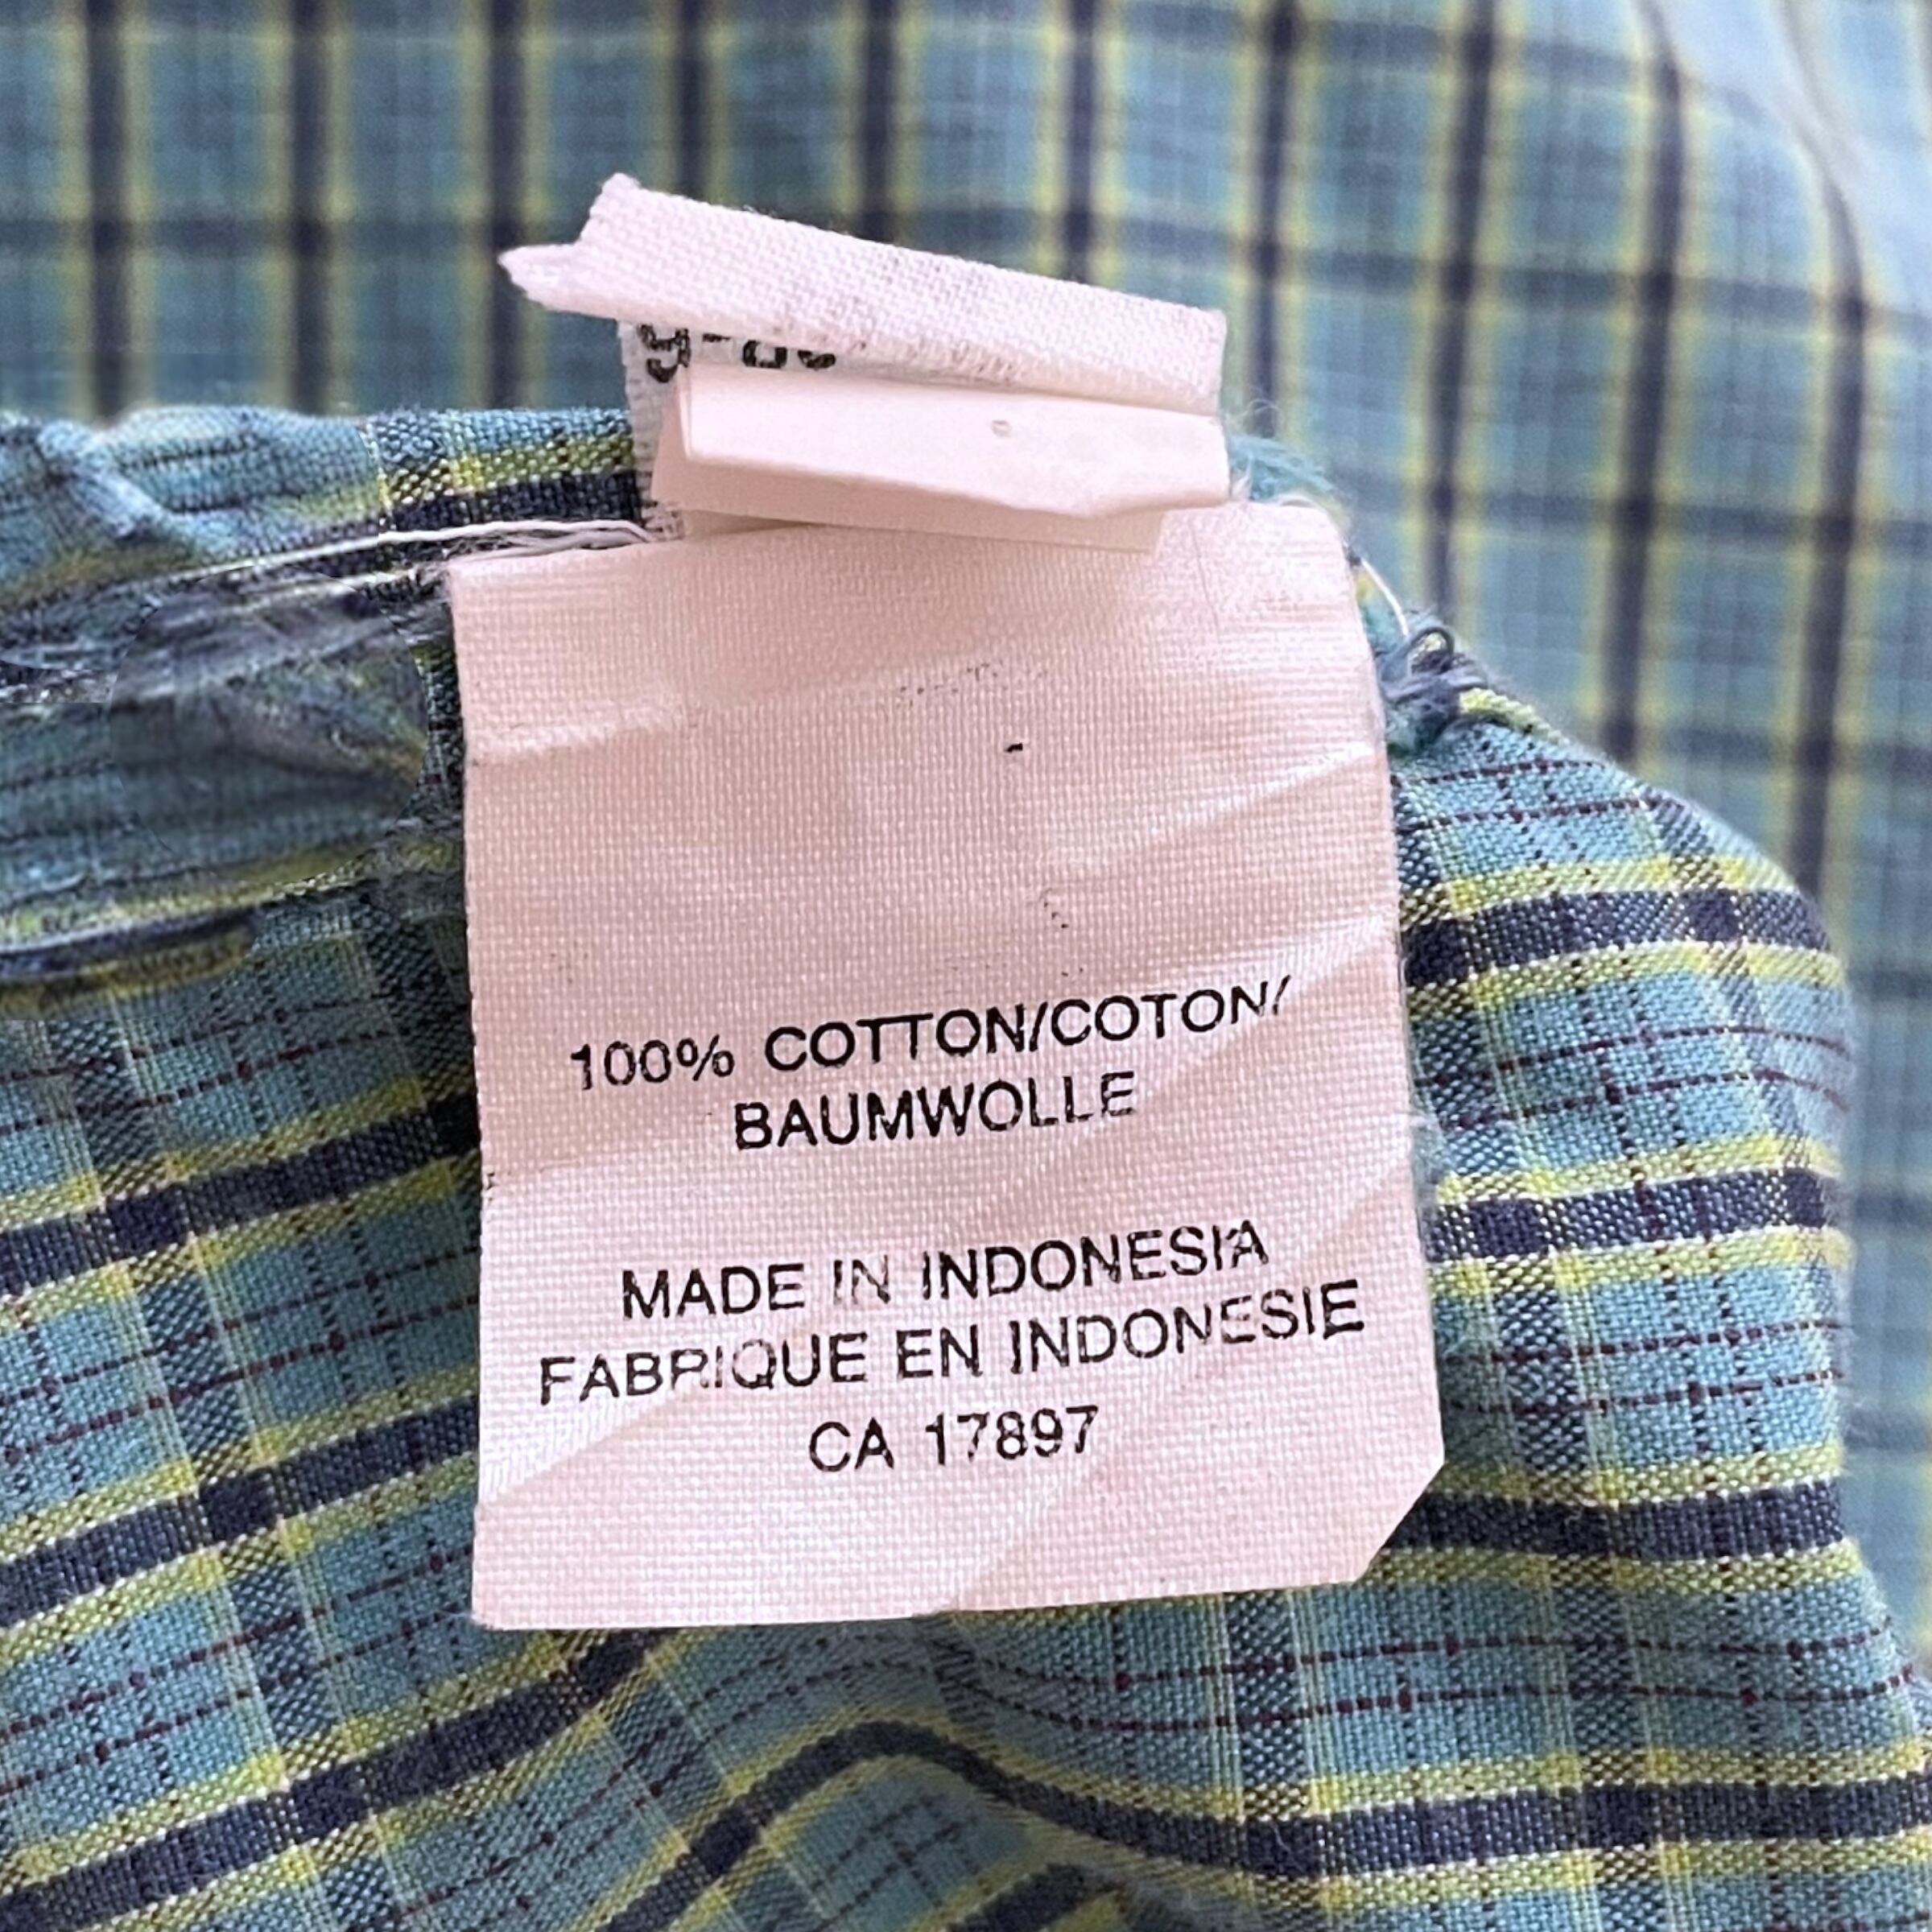 100% COTTON/COTON/
BAUMWOLLE
MADE IN INDONESIA
FABRIQUE EN INDONESIE
CA 17897